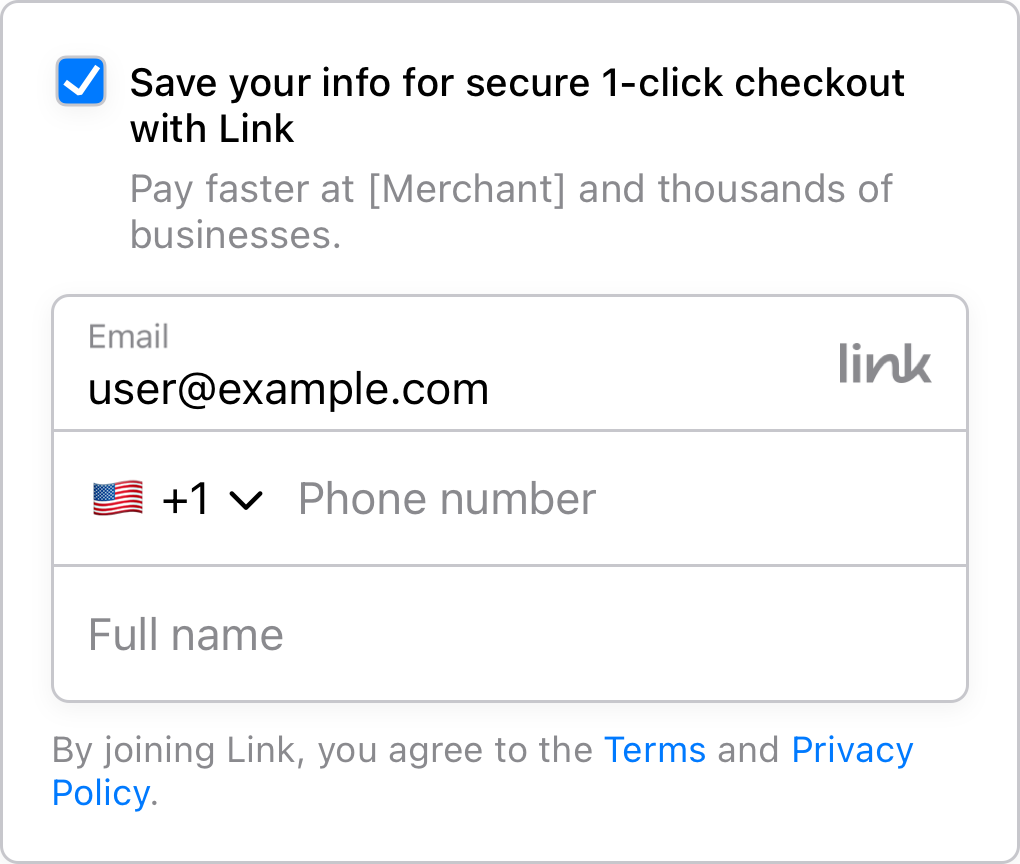 Save your info for secure 1-click checkout
with Link
Pay faster at [Merchant] and thousands of
businesses.
Email
user@example.com
link
+1
Phone number
Full name
By joining Link, you agree to the Terms and Privacy
Policy.